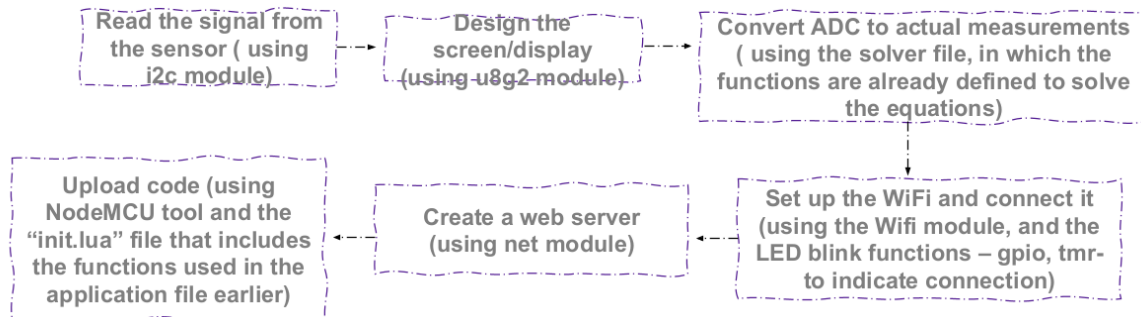 Read the signal from
the sensor ( using
i2c module)
Design the
screen/display
(using u8g2 module)
Convert ADC to actual measurements
( using the solver file, in which the
functions are already defined to solve
the equations)
Set up the WiFi and connect it
(using the Wifi module, and the
LED blink functions – gpio, tmr-
to indicate connection)
Create a web server
(using net module)
Upload code (using
NodeMCU tool and the
“init.lua” file that includes
the functions used in the
application file earlier)